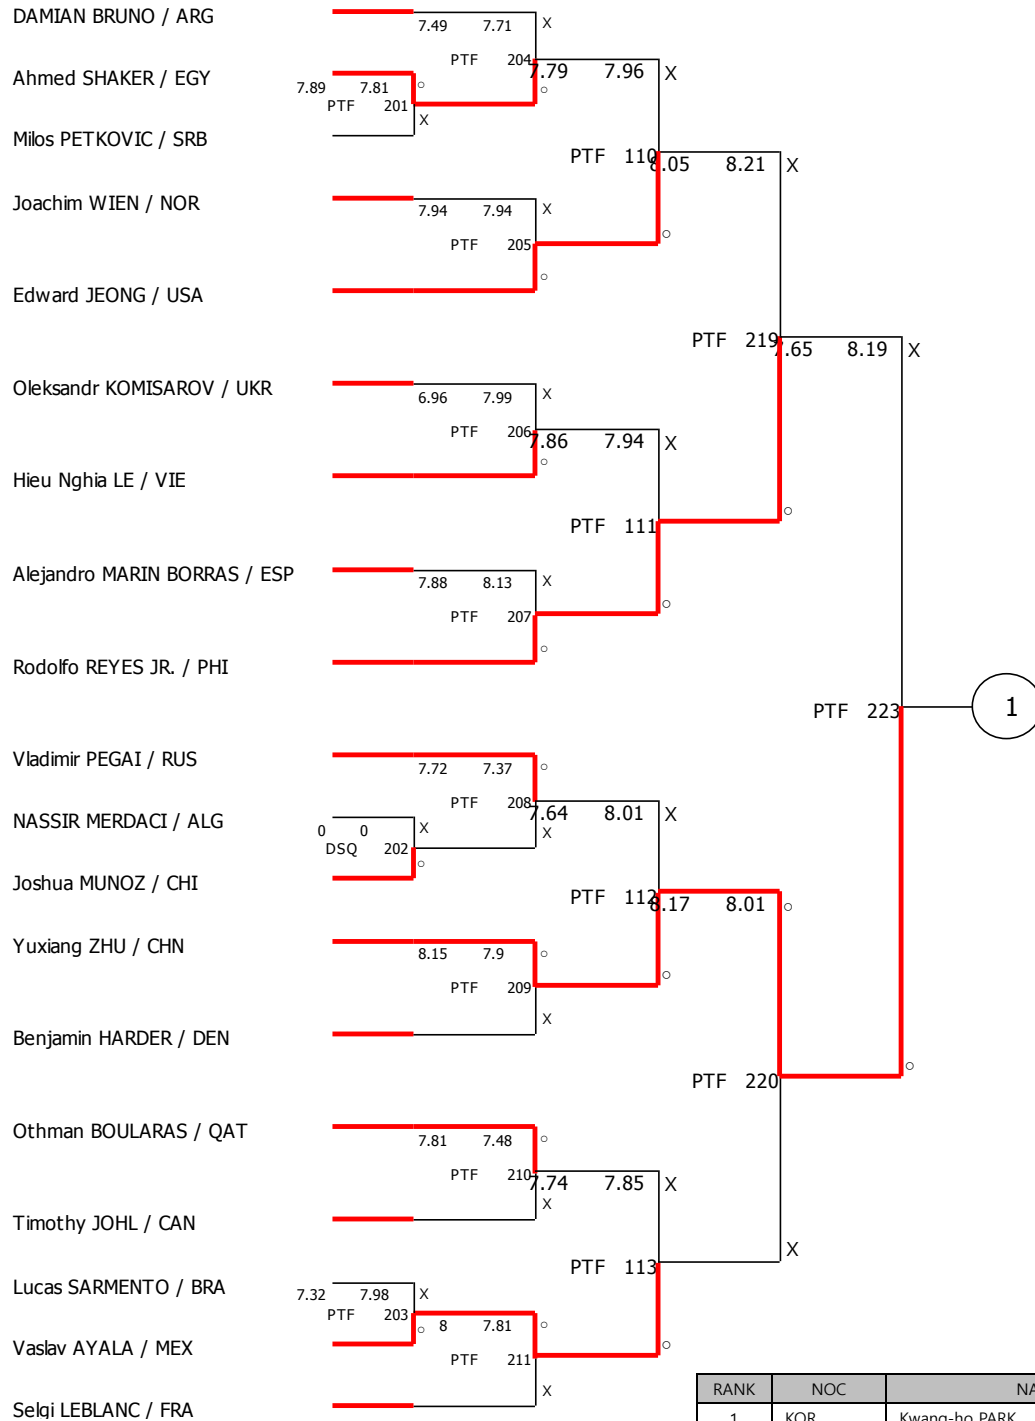 DAMIAN BRUNO / ARG
7.49 7.71 X
PTF 204
7.79 7.96 X
Ahmed SHAKER / EGY
7.89 7.81 ○
○
PTF 201
X
Milos PETKOVIC / SRB
PTF 110
8.05 8.21 X
Joachim WIEN / NOR
7.94 7.94 X
○
PTF 205
○
Edward JEONG / USA
PTF 219
7.65 8.19 X
Oleksandr KOMISAROV / UKR
6.96 7.99 X
PTF 206
7.86 7.94 X
○
Hieu Nghia LE / VIE
○
PTF 111
Alejandro MARIN BORRAS / ESP
7.88 8.13 X
○
PTF 207
○
Rodolfo REYES JR. / PHI
PTF 223
1
Vladimir PEGAI / RUS
7.72 7.37 ○
PTF 208
7.64 8.01 X
NASSIR MERDACI / ALG
0 0 X
X
DSQ 202
○
Joshua MUNOZ / CHI
PTF 112
8.17 8.01 ○
Yuxiang ZHU / CHN
8.15 7.9 ○
○
PTF 209
X
Benjamin HARDER / DEN
○
PTF 220
Othman BOULARAS / QAT
7.81 7.48 ○
PTF 210
7.74 7.85 X
X
Timothy JOHL / CAN
X
PTF 113
Lucas SARMENTO / BRA
7.32 7.98 X
PTF 203
○ 8 7.81 ○
Vaslav AYALA / MEX
○
PTF 211
X
Selgi LEBLANC / FRA
RANK NOC
1 KOR Kwang-ho PARK